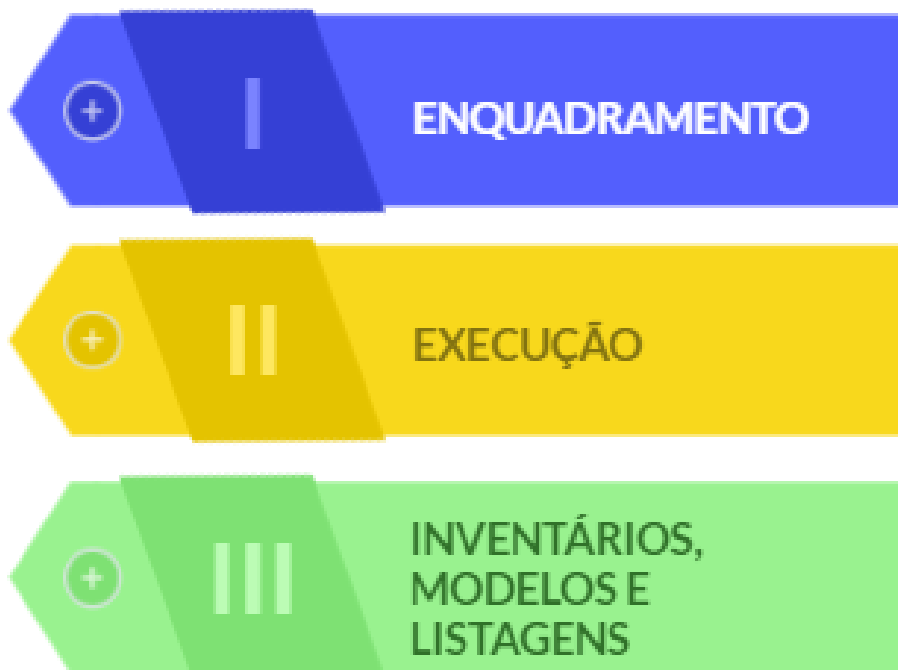 I
ENQUADRAMENTO
II
EXECUÇÃO
III
INVENTÁRIOS,
MODELOS E
LISTAGENS